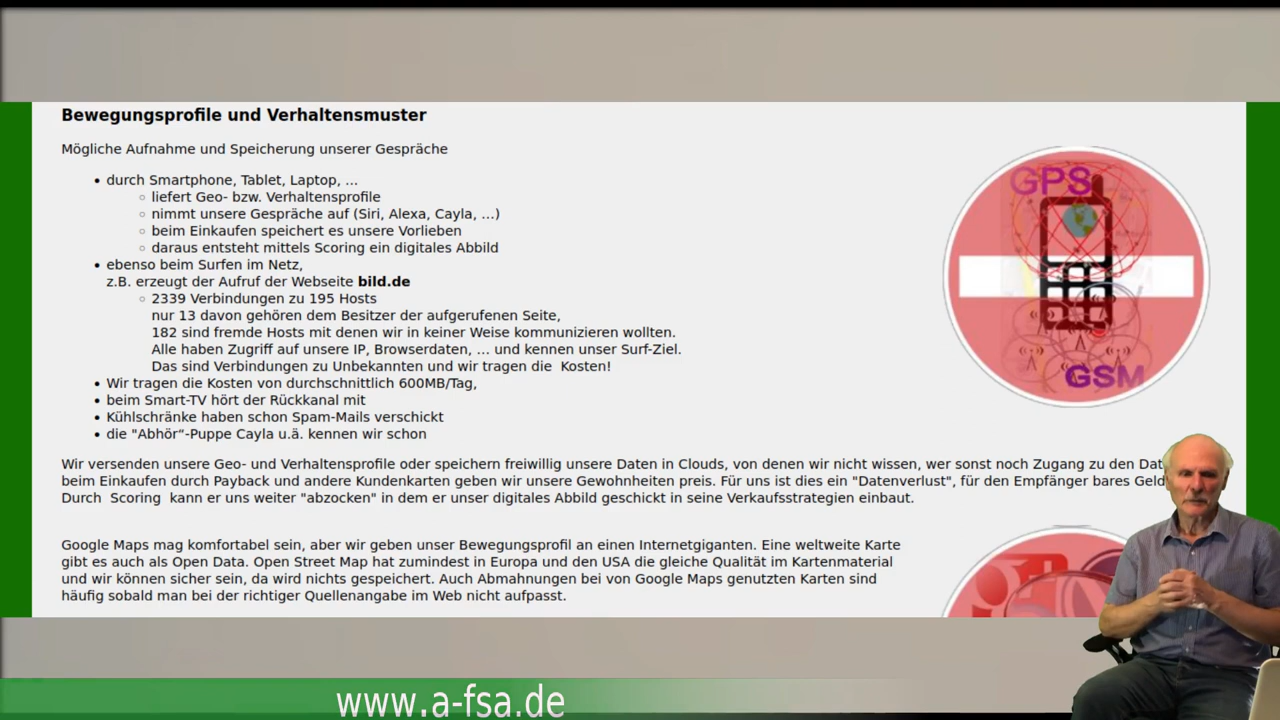 Bewegungsprofile und Verhaltensmuster
Mögliche Aufnahme und Speicherung unserer Gespräche
• durch Smartphone, Tablet, Laptop, ...
◦ liefert Geo- bzw. Verhaltensprofile
◦ nimmt unsere Gespräche auf (Siri, Alexa, Cayla, ...)
◦ beim Einkaufen speichert es unsere Vorlieben
◦ daraus entsteht mittels Scoring ein digitales Abbild
• ebenso beim Surfen im Netz,
z.B. erzeugt der Aufruf der Webseite bild.de
◦ 2339 Verbindungen zu 195 Hosts
nur 13 davon gehören dem Besitzer der aufgerufenen Seite,
182 sind fremde Hosts mit denen wir in keiner Weise kommunizieren wollten.
Alle haben Zugriff auf unsere IP, Browserdaten, ... und kennen unser Surf-Ziel.
Das sind Verbindungen zu Unbekannten und wir tragen die Kosten!
• Wir tragen die Kosten von durchschnittlich 600MB/Tag,
• beim Smart-TV hört der Rückkanal mit
• Kühlschränke haben schon Spam-Mails verschickt
• die "Abhör"-Puppe Cayla u.ä. kennen wir schon
GPS
GSM
Wir versenden unsere Geo- und Verhaltensprofile oder speichern freiwillig unsere Daten in Clouds, von denen wir nicht wissen, wer sonst noch Zugang zu den Dat
beim Einkaufen durch Payback und andere Kundenkarten geben wir unsere Gewohnheiten preis. Für uns ist dies ein "Datenverlust", für den Empfänger bares Geld
Durch Scoring kann er uns weiter "abzocken" in dem er unser digitales Abbild geschickt in seine Verkaufsstrategien einbaut.
Google Maps mag komfortabel sein, aber wir geben unser Bewegungsprofil an einen Internetgiganten. Eine weltweite Karte
gibt es auch als Open Data. Open Street Map hat zumindest in Europa und den USA die gleiche Qualität im Kartenmaterial
und wir können sicher sein, da wird nichts gespeichert. Auch Abmahnungen bei von Google Maps genutzten Karten sind
häufig sobald man bei der richtiger Quellenangabe im Web nicht aufpasst.
www.a-fsa.de